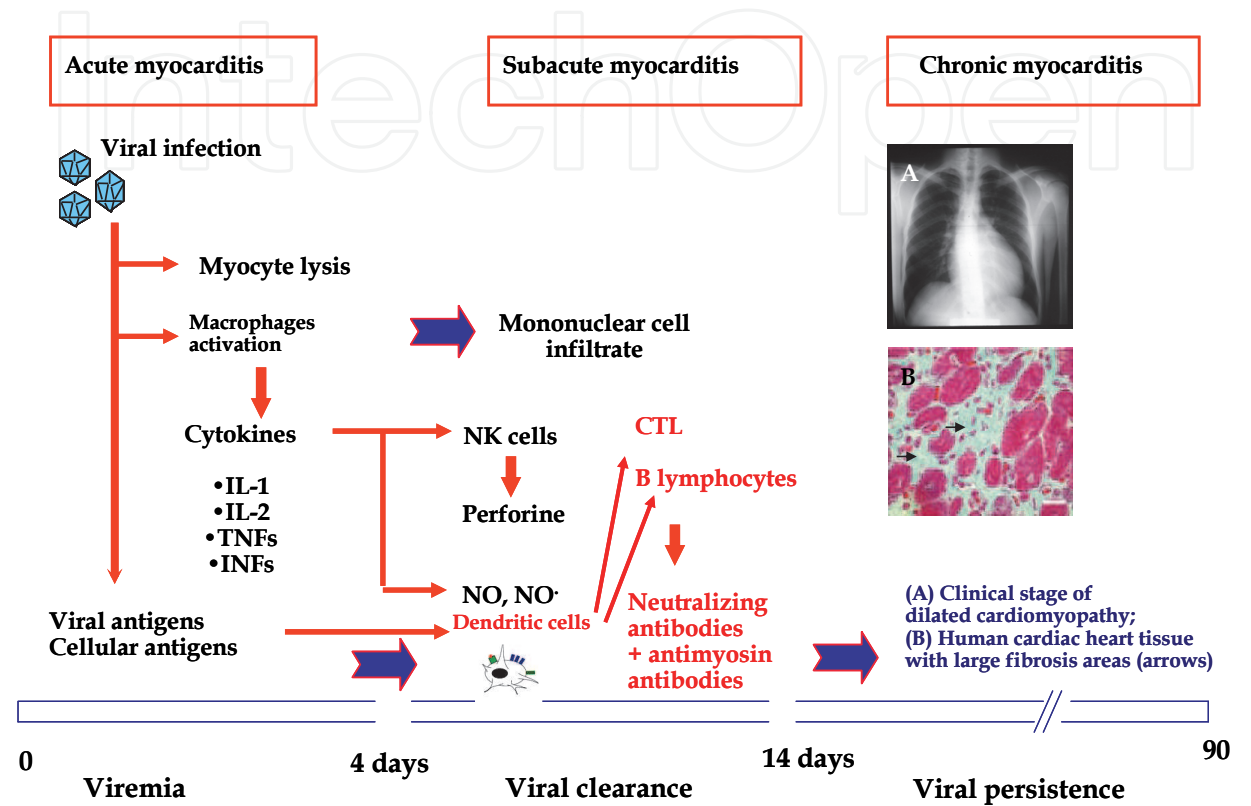 IntechOpen
Acute myocarditis
Subacute myocarditis
Chronic myocarditis
Viral infection
Myocyte lysis
Macrophages
activation
Mononuclear cell
infiltrate
Cytokines
•IL-1
•IL-2
•TNFs
•INFs
NK cells
Perforine
CTL
B lymphocytes
NO, NO·
Dendritic cells
Neutralizing
antibodies
+ antimyosin
antibodies
Viral antigens
Cellular antigens
A
B
(A) Clinical stage of
dilated cardiomyopathy;
(B) Human cardiac heart tissue
with large fibrosis areas (arrows)
0
4 days
14 days
90
Viremia
Viral clearance
Viral persistence